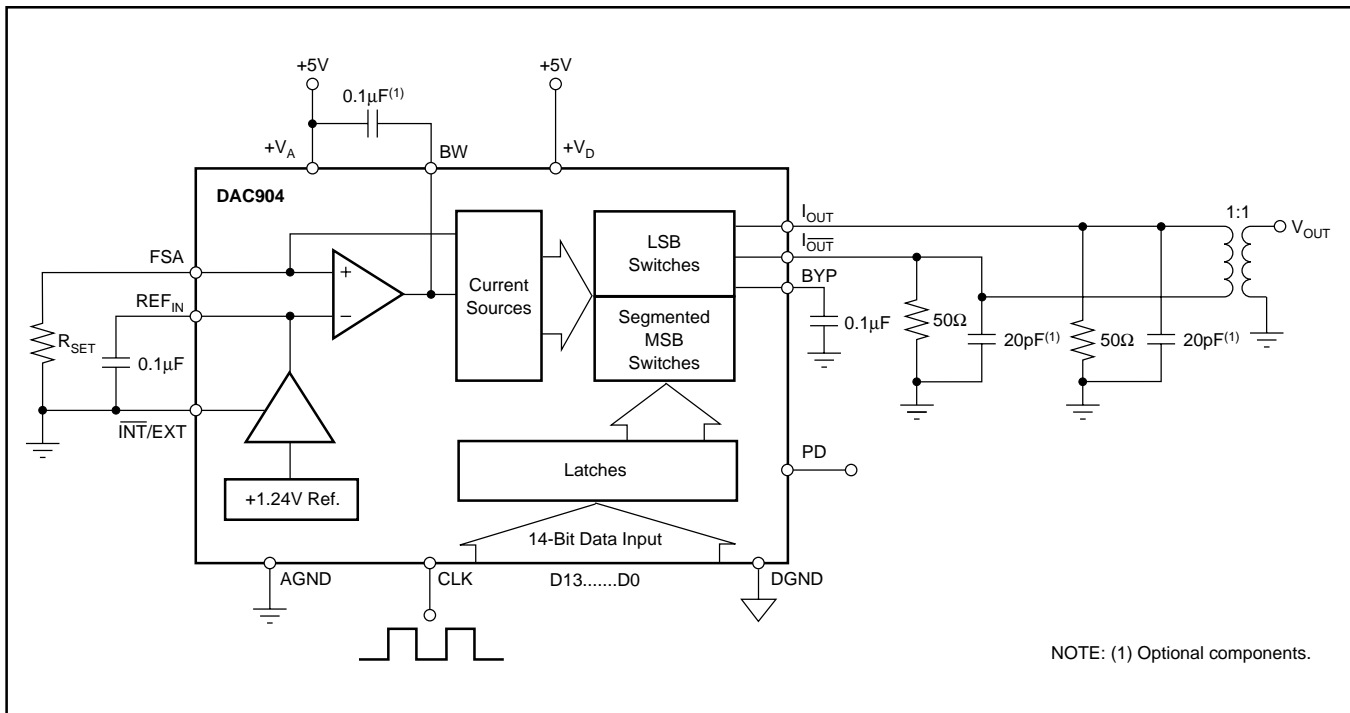 +5V
+5V
0.1µF(1)
+VA
BW
+VD
DAC904
IOUT
1:1
VOUT
LSB
Switches
I̅O̅U̅T̅
FSA
+
Current
Sources
BYP
REFIN
–
Segmented
MSB
Switches
0.1µF
50Ω
20pF(1)
50Ω
20pF(1)
RSET
0.1µF
I̅N̅T̅/EXT
PD
Latches
+1.24V Ref.
14-Bit Data Input
AGND
CLK
D13.......D0
DGND
NOTE: (1) Optional components.